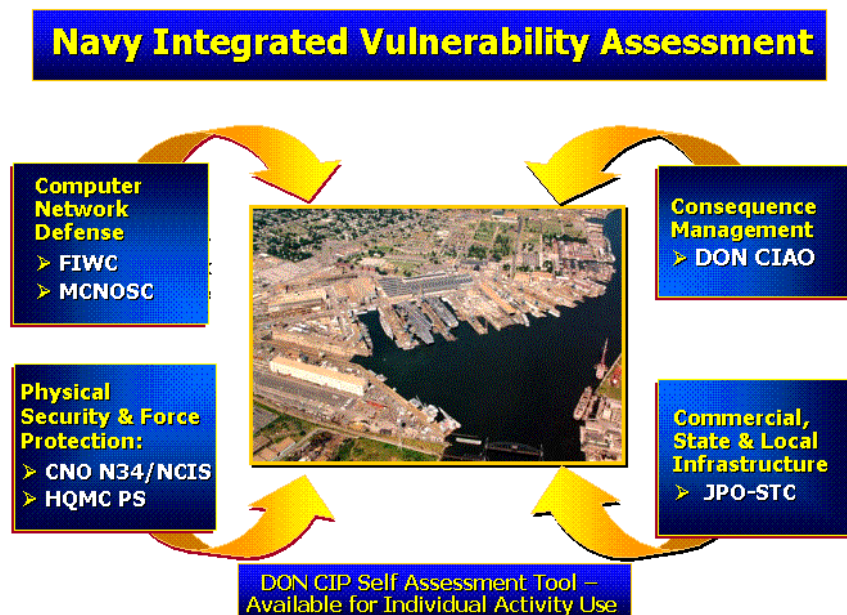 Navy Integrated Vulnerability Assessment
Computer
Network
Defense
➢ FIWC
➢ MCNOSC
Physical
Security & Force
Protection:
➢ CNO N34/NCIS
➢ HQMC PS
Consequence
Management
➢ DON CIAO
Commercial,
State & Local
Infrastructure
➢ JPO-STC
DON CIP Self Assessment Tool –
Available for Individual Activity Use